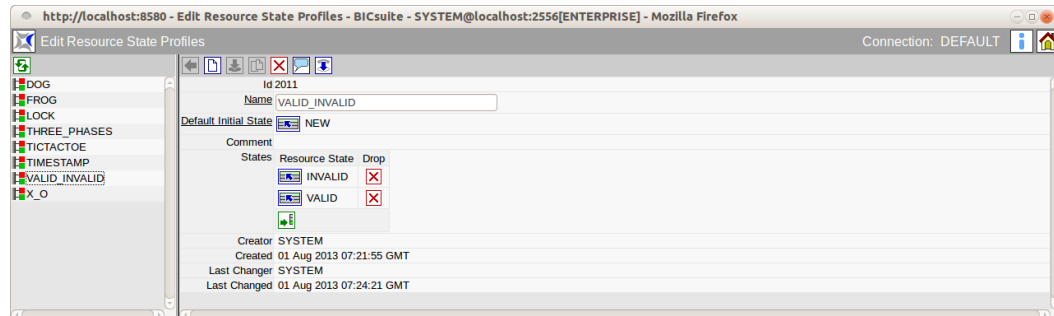 http://localhost:8580 - Edit Resource State Profiles - BICsuite - SYSTEM@localhost:2556[ENTERPRISE] - Mozilla Firefox
Edit Resource State Profiles
Connection: DEFAULT
DOG
FROG
LOCK
THREE_PHASES
TICTACTOE
TIMESTAMP
VALID_INVALID
X_O
Id 2011
Name VALID_INVALID
Default Initial State NEW
Comment
States Resource State Drop
INVALID
VALID
Creator SYSTEM
Created 01 Aug 2013 07:21:55 GMT
Last Changer SYSTEM
Last Changed 01 Aug 2013 07:24:21 GMT